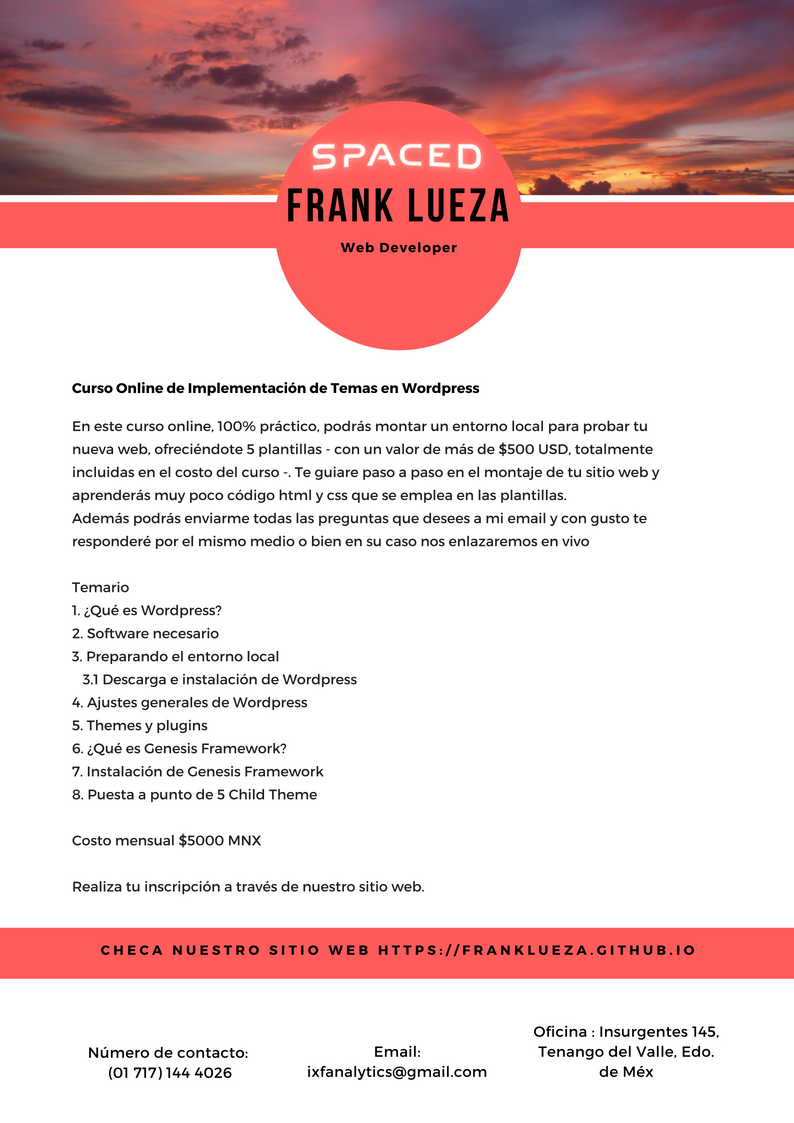 SPACED
FRANK LUEZA
Web Developer
Curso Online de Implementación de Temas en Wordpress
En este curso online, 100% práctico, podrás montar un entorno local para probar tu
nueva web, ofreciéndote 5 plantillas - con un valor de más de $500 USD, totalmente
incluidas en el costo del curso -. Te guiare paso a paso en el montaje de tu sitio web y
aprenderás muy poco código html y css que se emplea en las plantillas.
Además podrás enviarme todas las preguntas que desees a mi email y con gusto te
responderé por el mismo medio o bien en su caso nos enlazaremos en vivo
Temario
1. ¿Qué es Wordpress?
2. Software necesario
3. Preparando el entorno local
3.1 Descarga e instalación de Wordpress
4. Ajustes generales de Wordpress
5. Themes y plugins
6. ¿Qué es Genesis Framework?
7. Instalación de Genesis Framework
8. Puesta a punto de 5 Child Theme
Costo mensual $5000 MNX
Realiza tu inscripción a través de nuestro sitio web.
CHECA NUESTRO SITIO WEB HTTPS://FRANKLUEZA.GITHUB.IO
Número de contacto:
(01 717) 144 4026
Email:
ixfanalytics@gmail.com
Oficina : Insurgentes 145,
Tenango del Valle, Edo.
de Méx